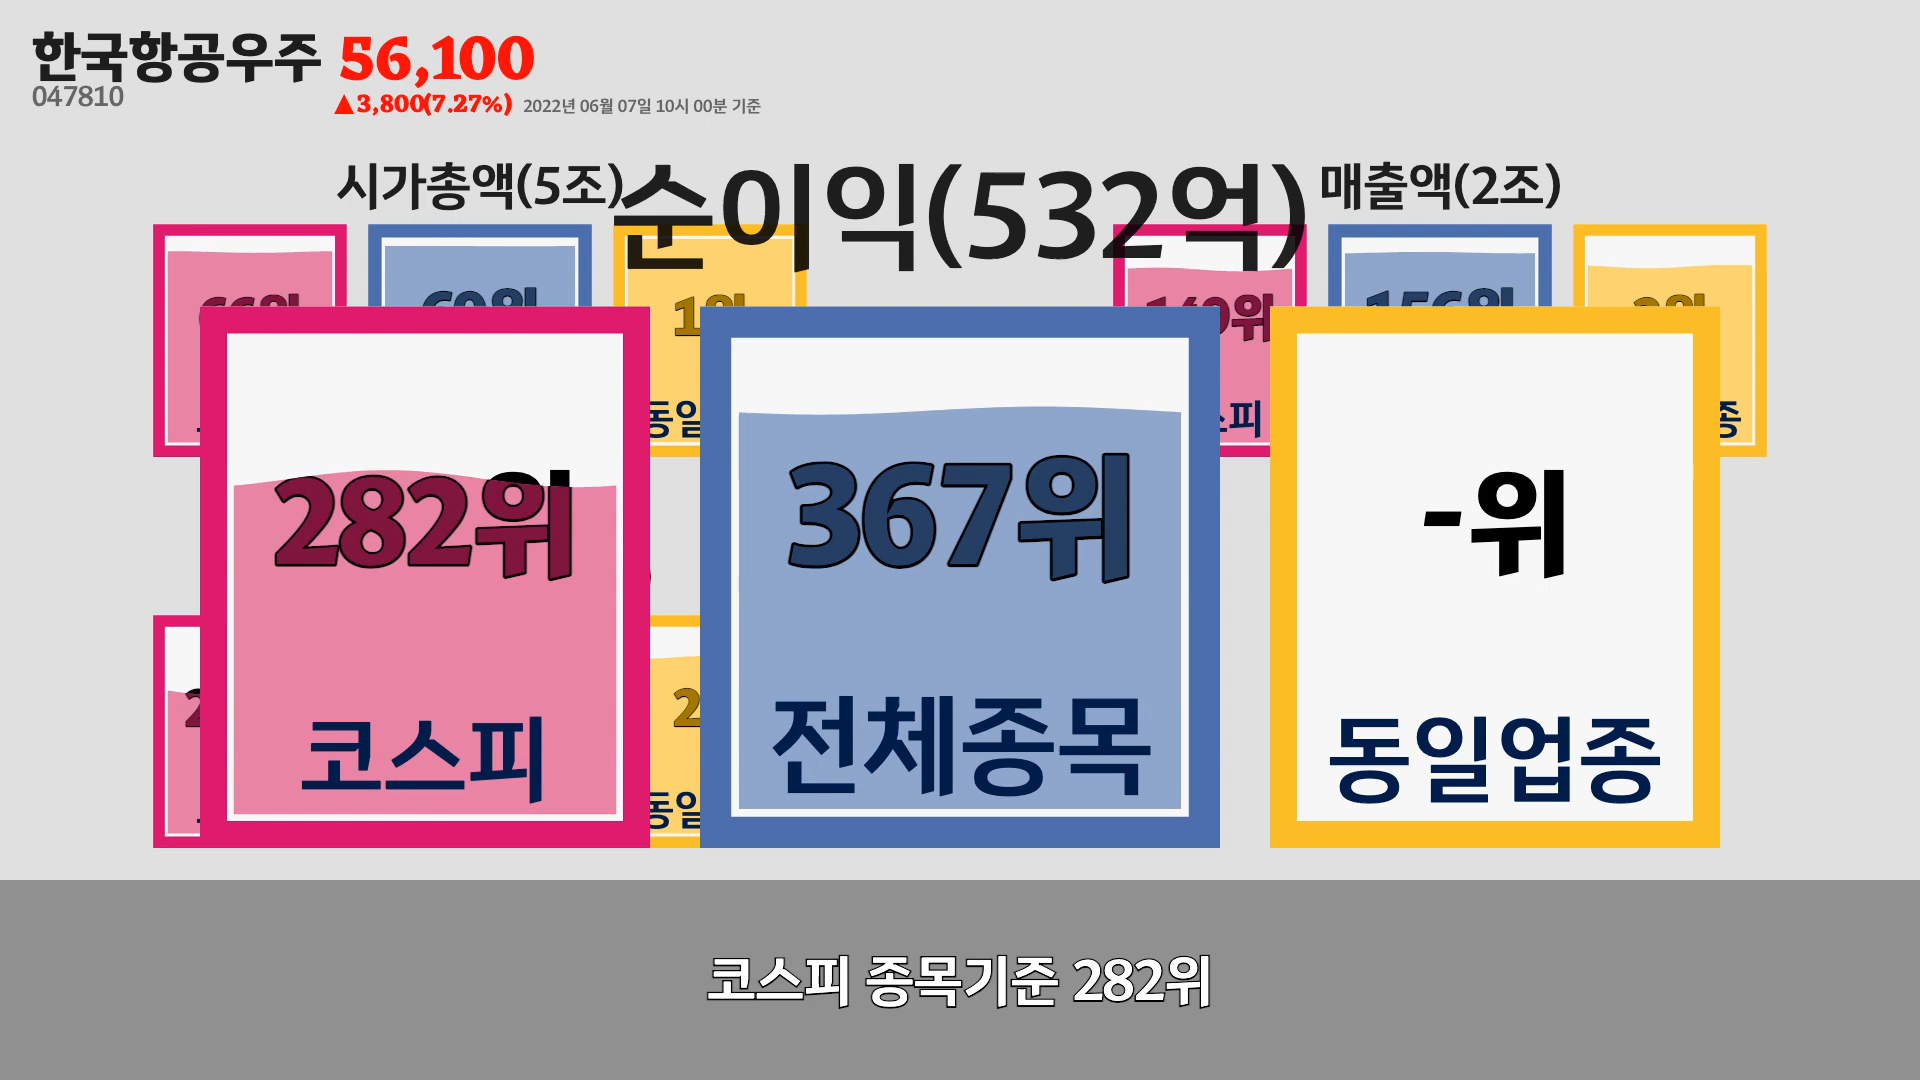 한국항공우주 56,100
047810
▲3,800(7.27%) 2022년 06월 07일 10시 00분 기준
시가총액(5조)
순이익(532억)
매출액(2조)
282위
367위
-위
코스피
전체종목
동일업종
코스피 종목기준 282위